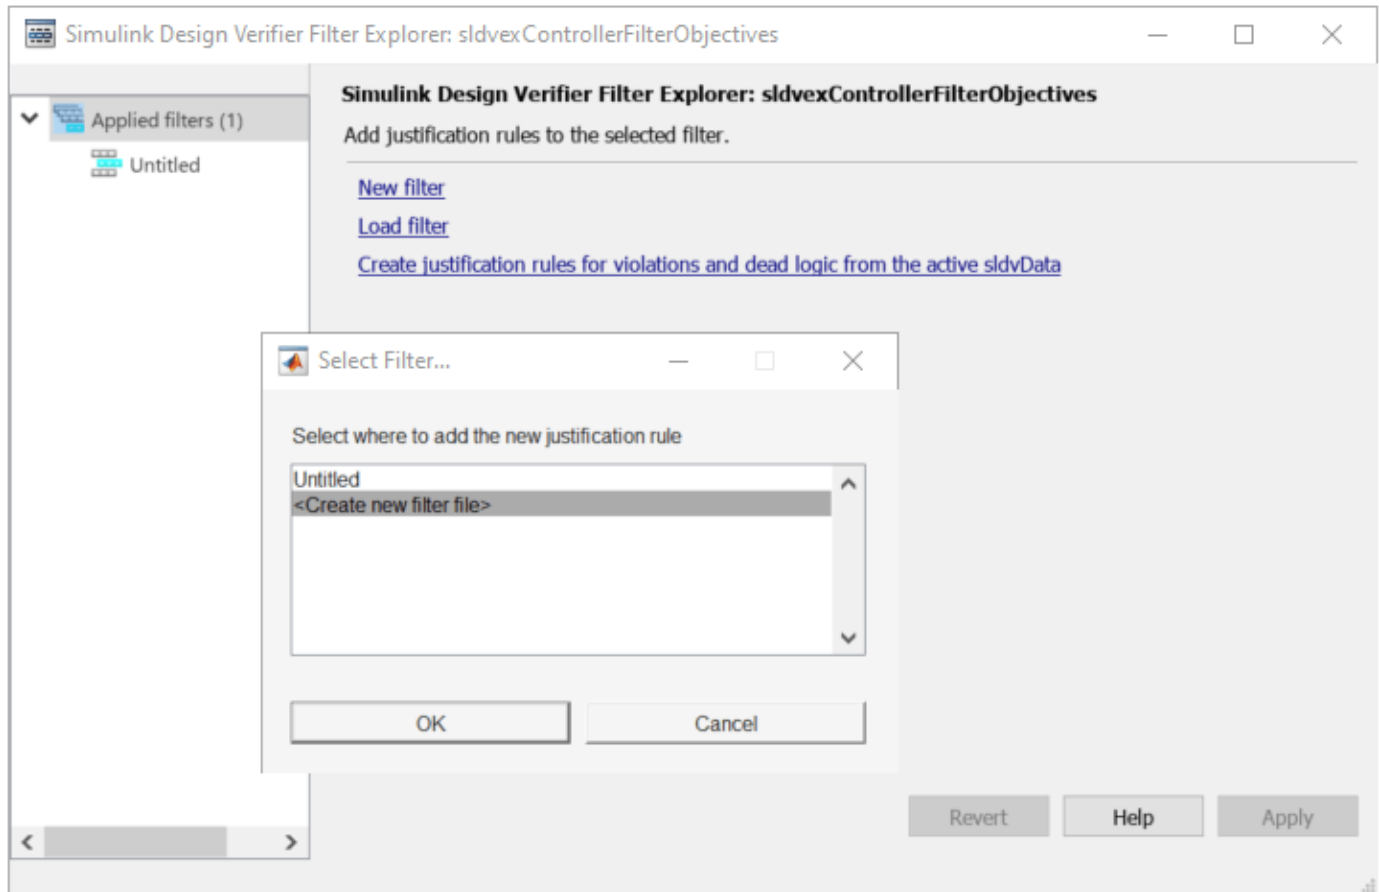 Simulink Design Verifier Filter Explorer: sldvexControllerFilterObjectives
Applied filters (1)
Untitled
Simulink Design Verifier Filter Explorer: sldvexControllerFilterObjectives
Add justification rules to the selected filter.
New filter
Load filter
Create justification rules for violations and dead logic from the active sldvData
Select Filter...
Select where to add the new justification rule
Untitled
<Create new filter file>
OK
Cancel
Revert
Help
Apply